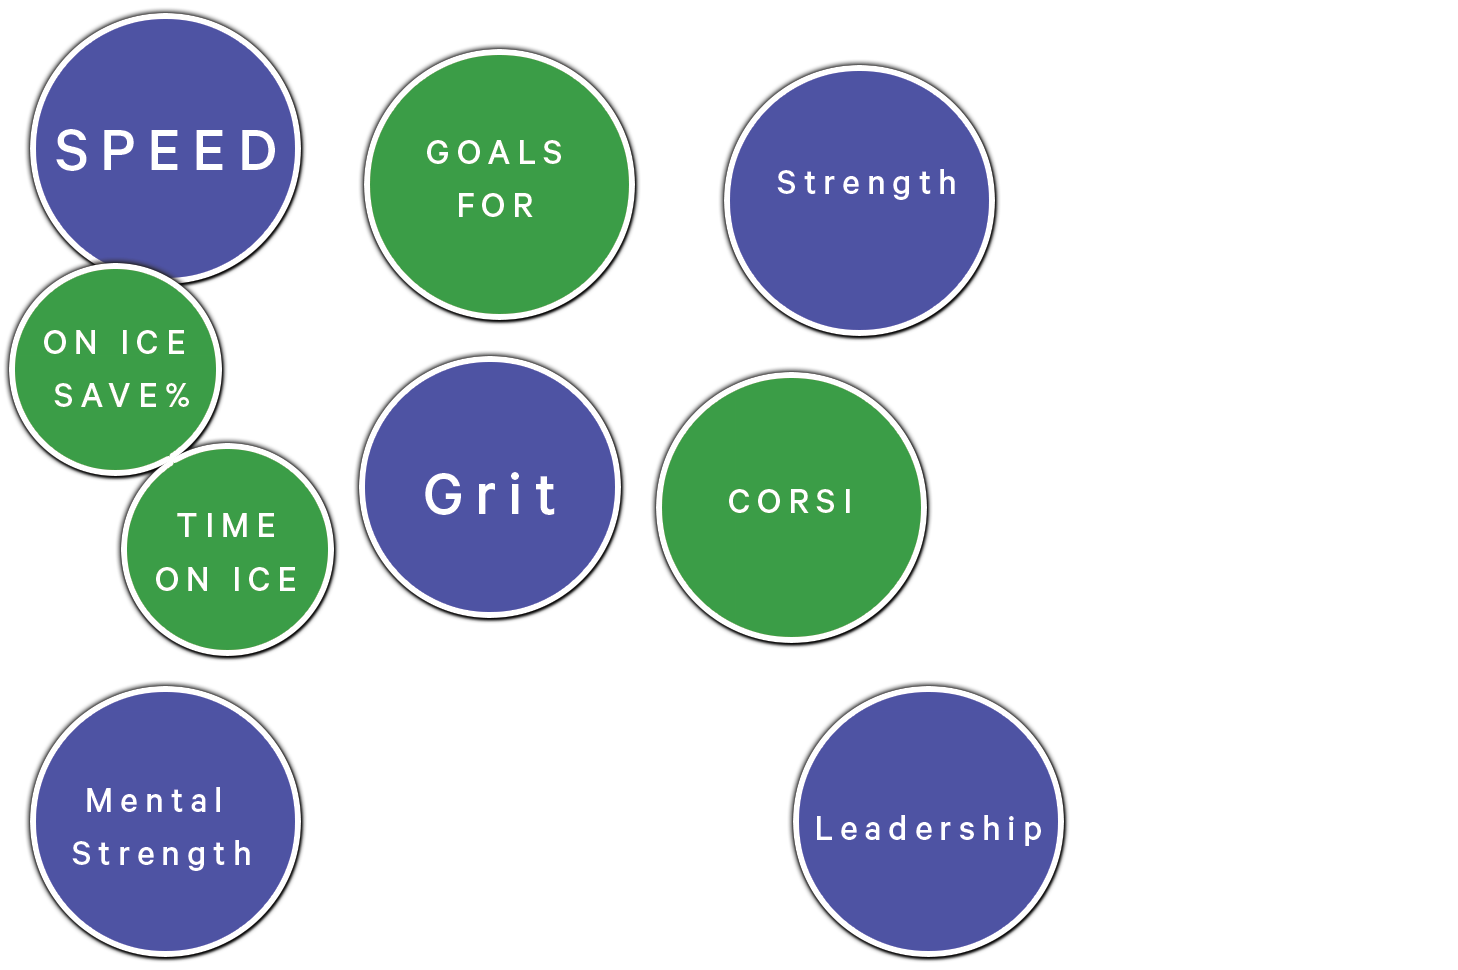 SPEED
GOALS
FOR
Strength
ON ICE
SAVE%
Grit
CORSI
TIME
ON ICE
Mental
Strength
Leadership